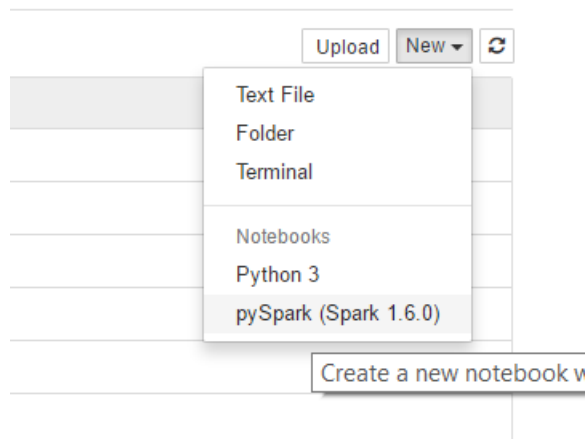 Upload New
Text File
Folder
Terminal
Notebooks
Python 3
pySpark (Spark 1.6.0)
Create a new notebook w